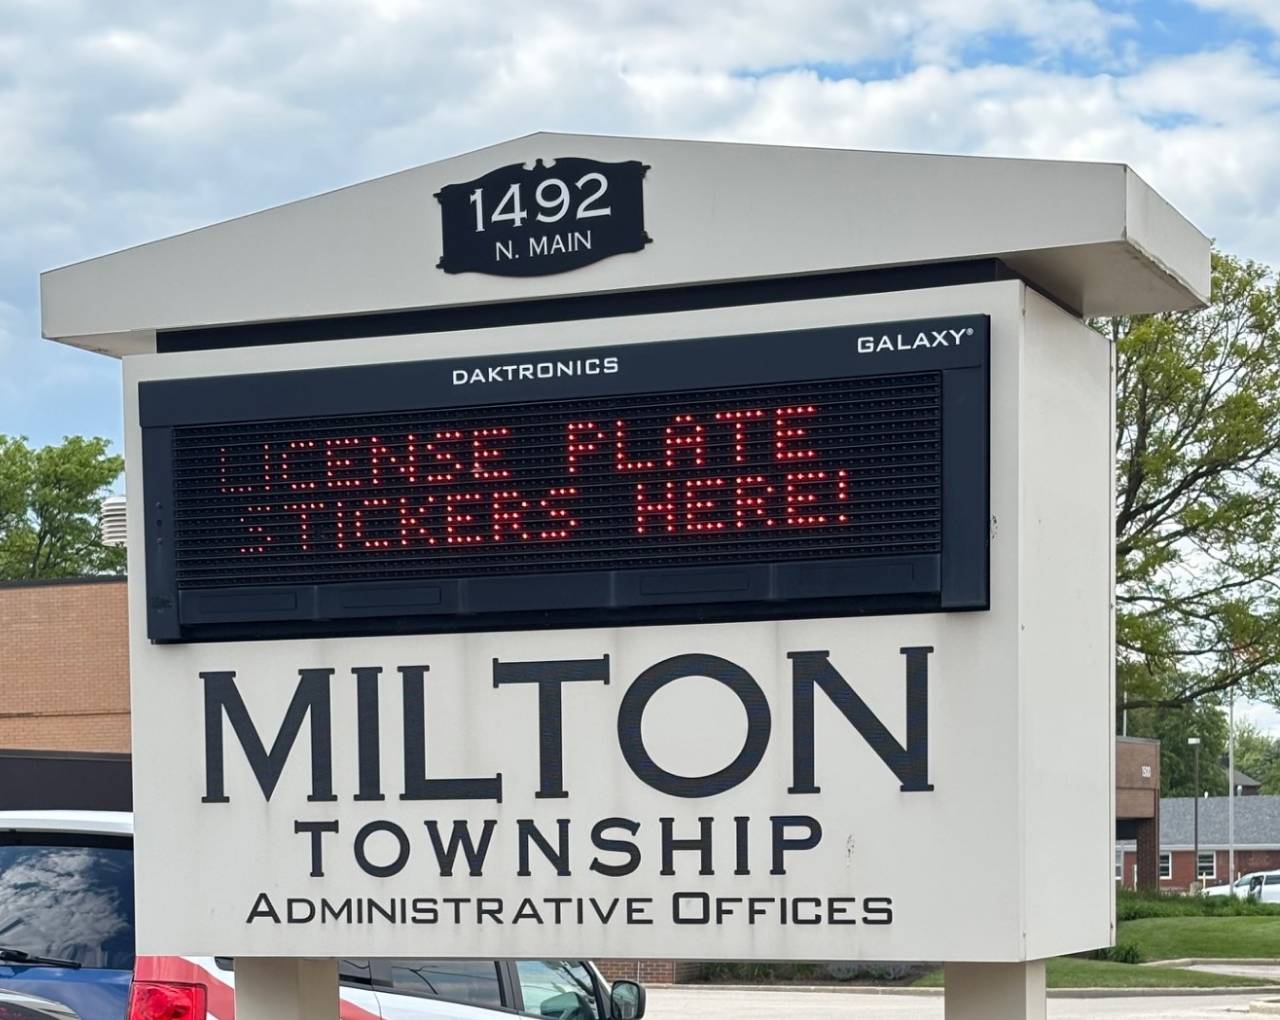 1492
N. MAIN
DAKTRONICS
GALAXY®
LICENSE PLATE
STICKERS HERE!
MILTON
TOWNSHIP
ADMINISTRATIVE OFFICES